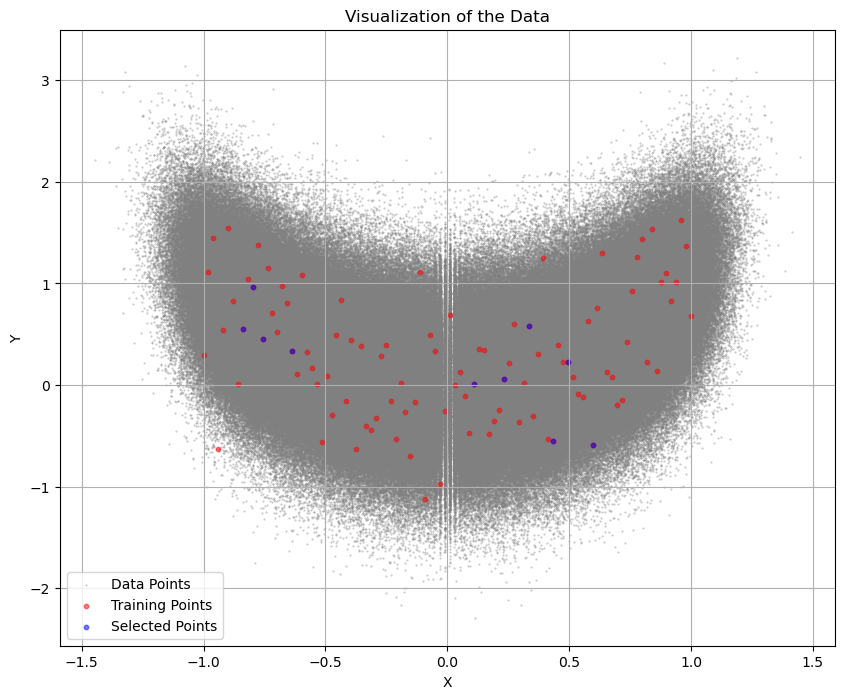 Visualization of the Data
Y
3
2
1
0
−1
−2
Data Points
Training Points
Selected Points
−1.5 −1.0 −0.5 0.0 0.5 1.0 1.5
X